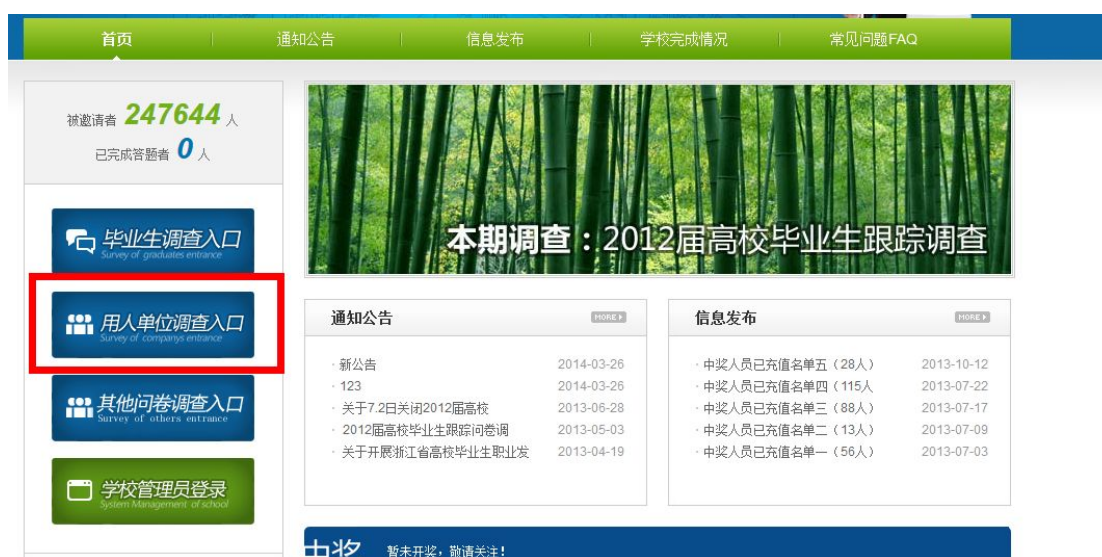 首页 通知公告 信息发布 学校完成情况 常见问题FAQ
被邀请者 247644 人
已完成答题者 0 人
毕业生调查入口
Survey of graduates entrance
用人单位调查入口
Survey of companys entrance
其他问卷调查入口
Survey of others entrance
学校管理员登录
System Management of school
本期调查：2012届高校毕业生跟踪调查
通知公告 MORE
· 新公告 2014-03-26
· 123 2014-03-26
· 关于7.2日关闭2012届高校 2013-06-28
· 2012届高校毕业生跟踪问卷调 2013-05-03
· 关于开展浙江省高校毕业生职业发 2013-04-19
信息发布 MORE
· 中奖人员已充值名单五（28人） 2013-10-12
· 中奖人员已充值名单四（115人 2013-07-22
· 中奖人员已充值名单三（88人） 2013-07-17
· 中奖人员已充值名单二（13人） 2013-07-09
· 中奖人员已充值名单一（56人） 2013-07-03
中奖 暂未开奖，敬请关注！